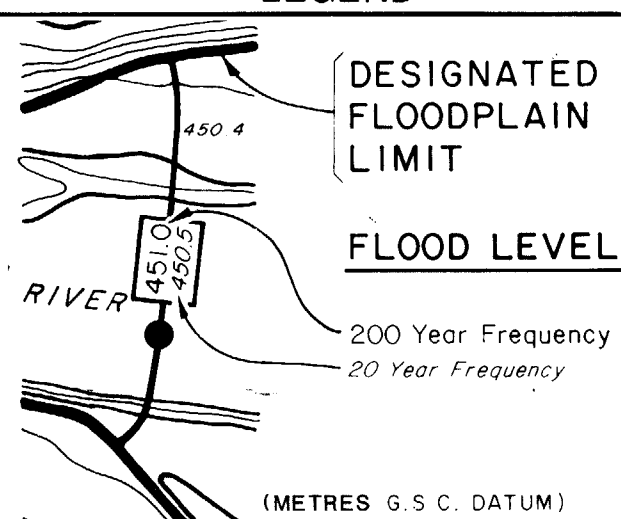 DESIGNATED
FLOODPLAIN
LIMIT
450.4
FLOOD LEVEL
451.0
450.5
RIVER
200 Year Frequency
20 Year Frequency
(METRES G.S C. DATUM)